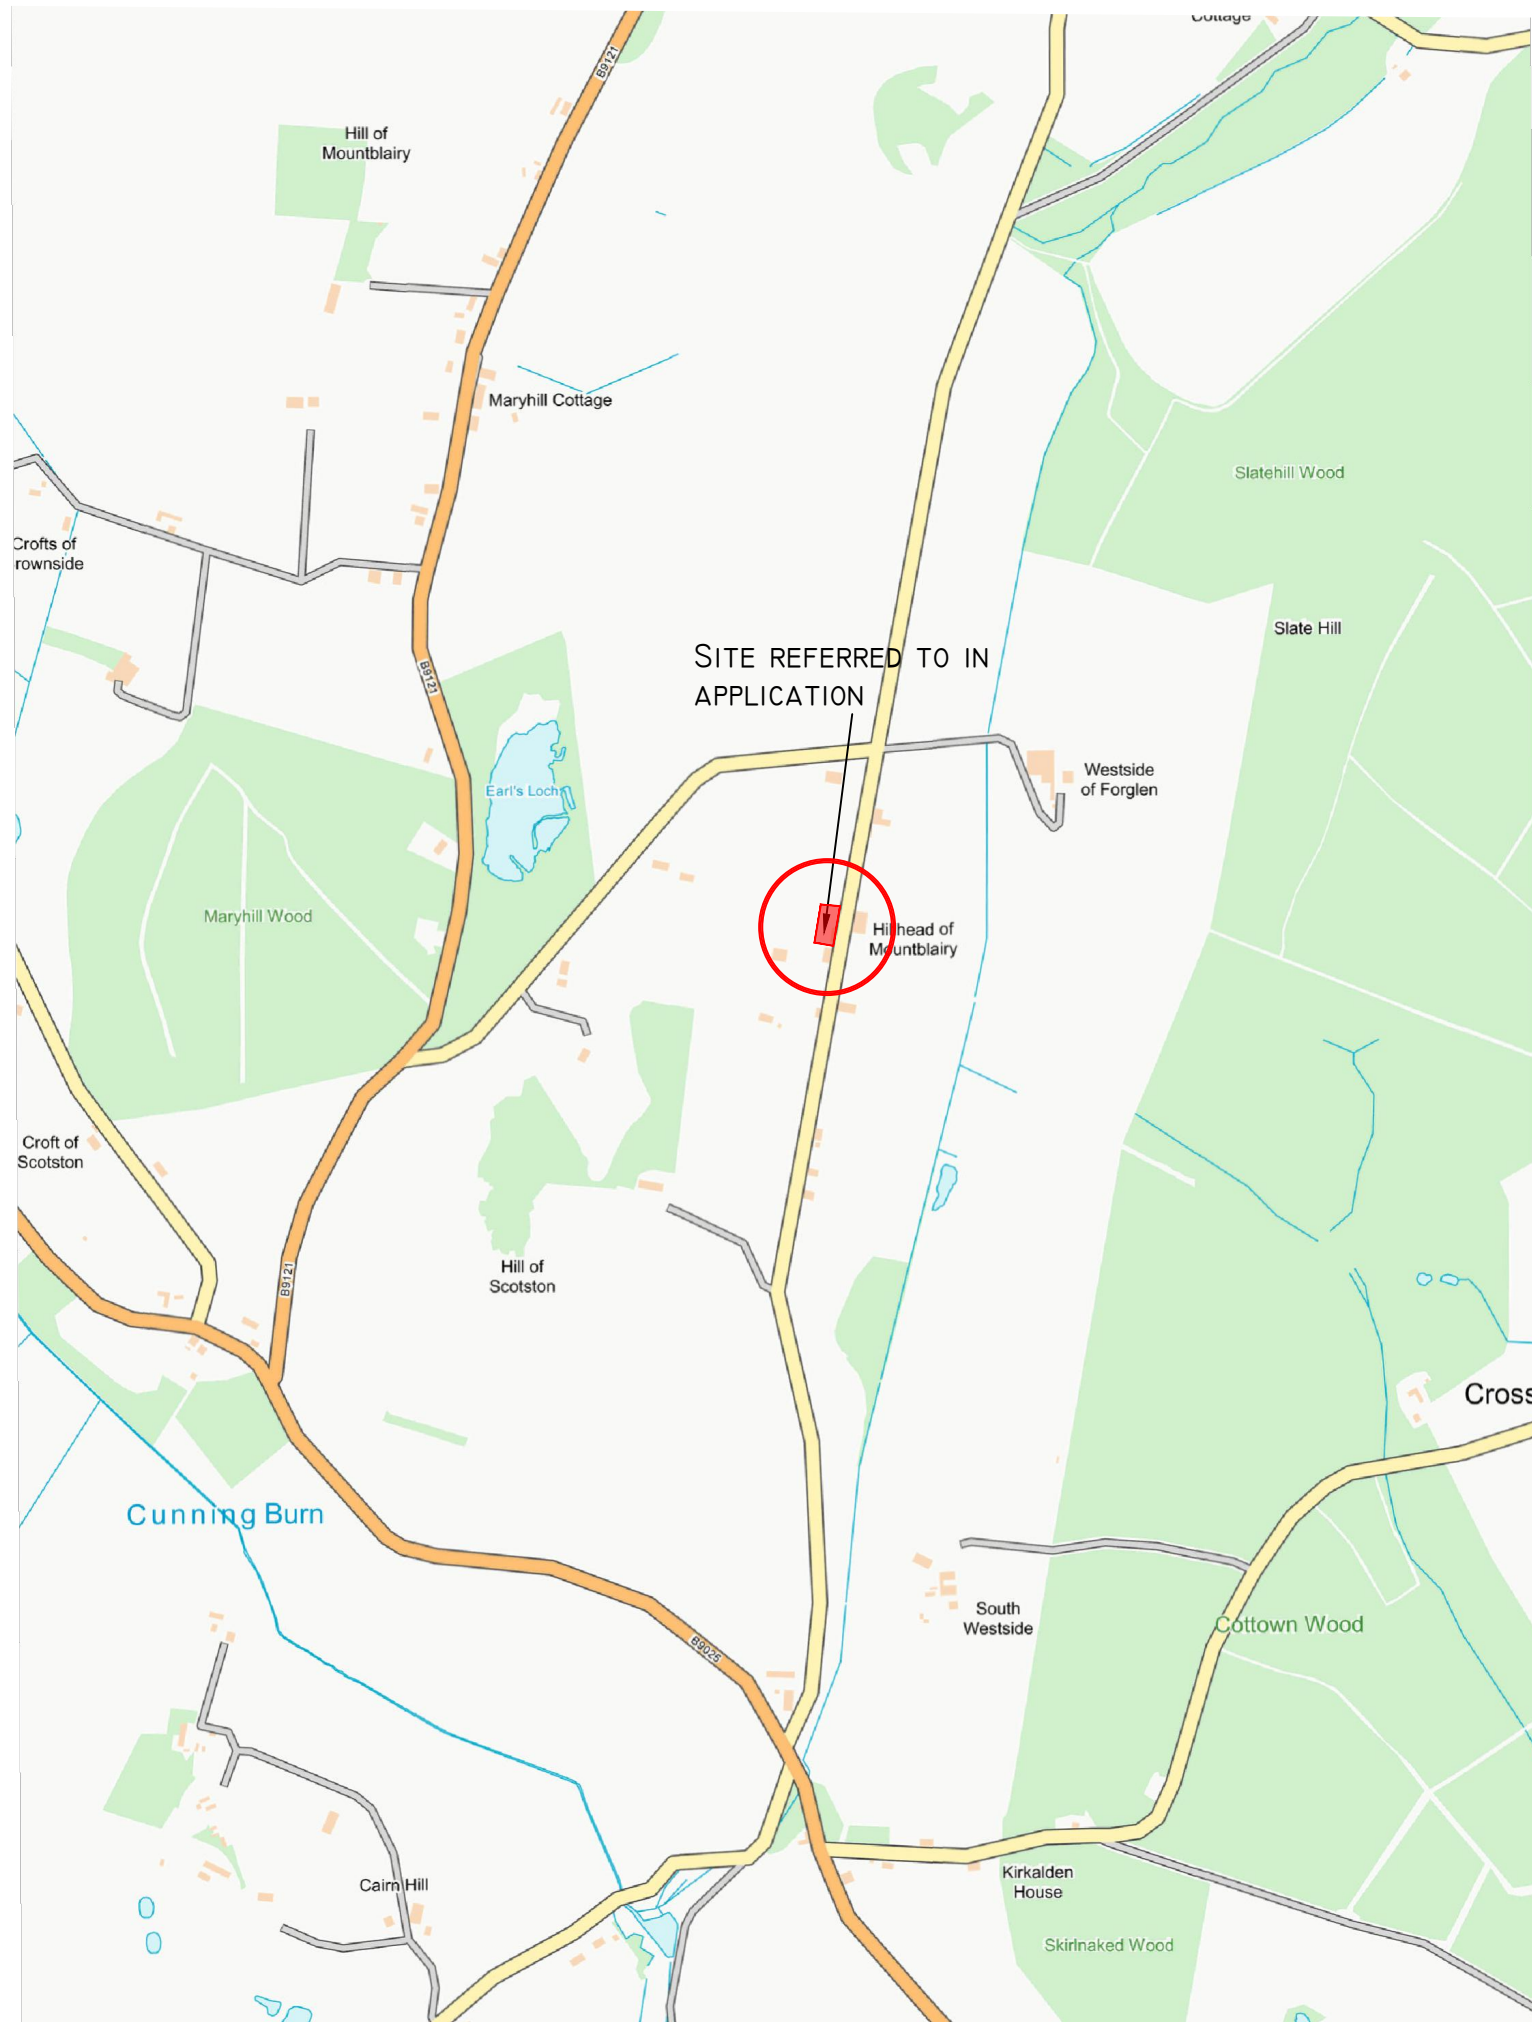 Cottage
B9121
Hill of
Mountblairy
Maryhill Cottage
Slatehill Wood
Crofts of
rownside
Slate Hill
SITE REFERRED TO IN
APPLICATION
B9121
Westside
of Forglen
Earl's Loch
Maryhill Wood
Hillhead of
Mountblairy
Croft of
Scotston
Hill of
Scotston
B9121
Cross
Cunning Burn
South
Westside
Cottown Wood
B9025
Kirkalden
House
Cairn Hill
Skirlnaked Wood